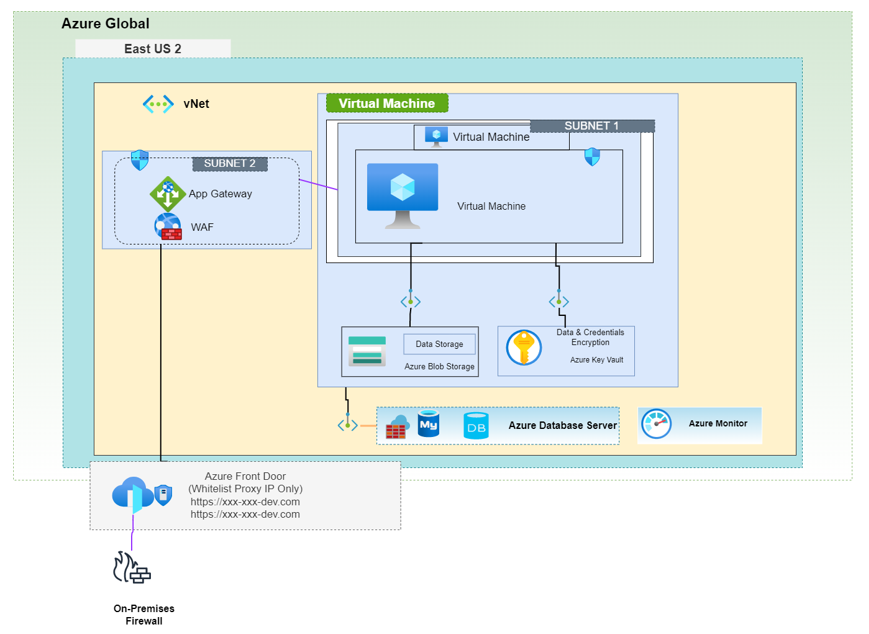 Azure Global
East US 2
vNet
Virtual Machine
SUBNET 1
Virtual Machine
SUBNET 2
App Gateway
WAF
Virtual Machine
Data Storage
Azure Blob Storage
Data & Credentials
Encryption
Azure Key Vault
My
DB
Azure Database Server
Azure Monitor
Azure Front Door
(Whitelist Proxy IP Only)
https://xxx-xxx-dev.com
https://xxx-xxx-dev.com
On-Premises
Firewall